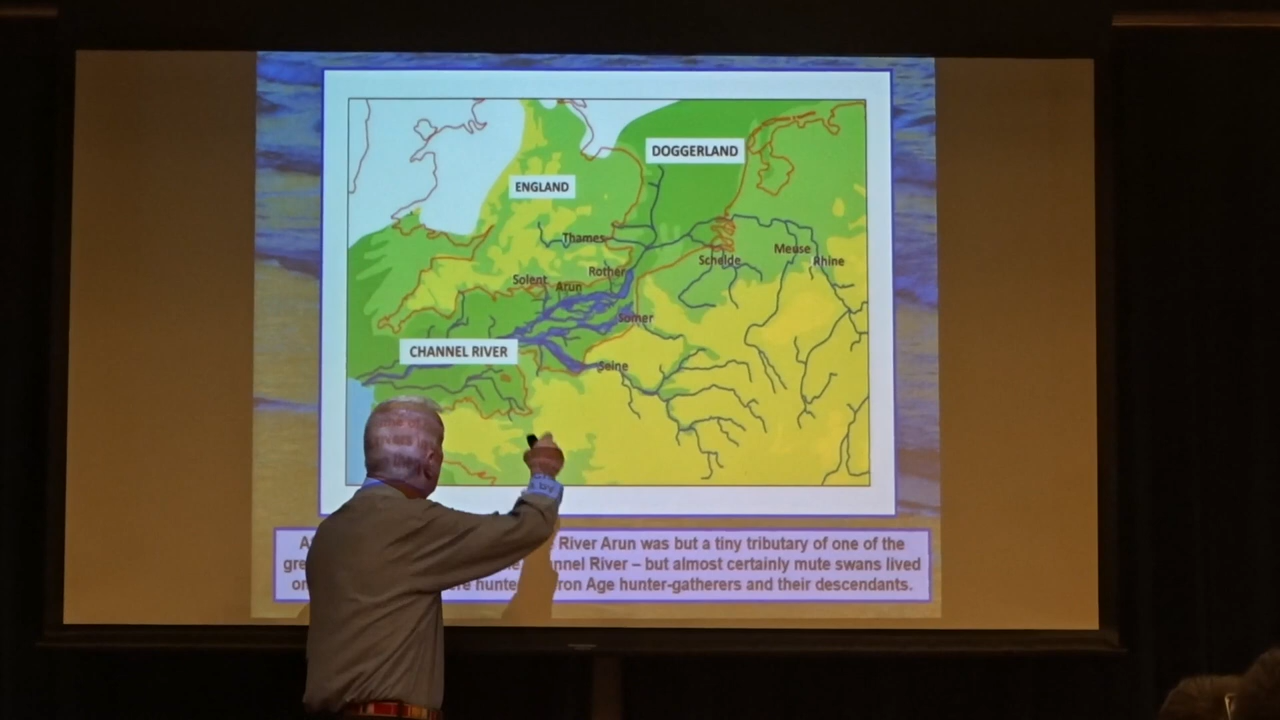 DOGGERLAND
ENGLAND
Thames
Meuse
Schelde
Rhine
Rother
Solent
Arun
Somer
CHANNEL RIVER
Seine
River Arun was but a tiny tributary of one of the
nnel River – but almost certainly mute swans lived
ron Age hunter-gatherers and their descendants.